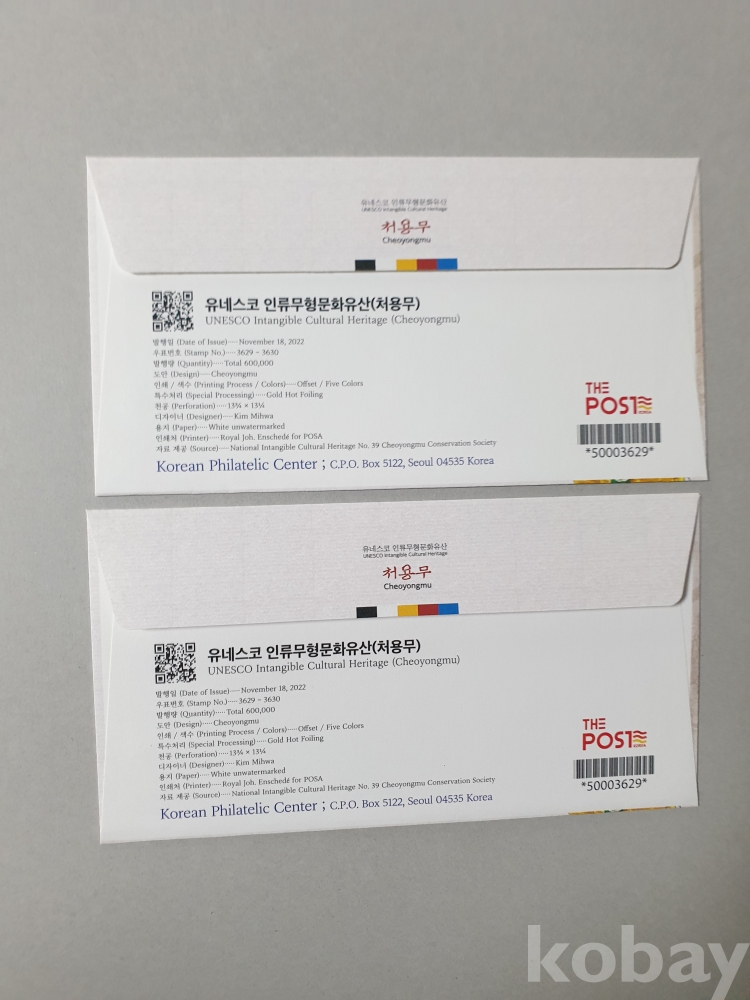 유네스코 인류무형문화유산
UNESCO Intangible Cultural Heritage
처용무
Cheoyongmu
유네스코 인류무형문화유산(처용무)
UNESCO Intangible Cultural Heritage (Cheoyongmu)
발행일 (Date of Issue)······November 18, 2022
우표번호 (Stamp No.)······3629 ~ 3630
발행량 (Quantity)······Total 600,000
도안 (Design)······Cheoyongmu
인쇄 / 색수 (Printing Process / Colors)······Offset / Five Colors
특수처리 (Special Processing)······Gold Hot Foiling
천공 (Perforation)······13¼ × 13¼
디자이너 (Designer)······Kim Mihwa
용지 (Paper)······White unwatermarked
인쇄처 (Printer)······Royal Joh. Enschedé for POSA
자료 제공 (Source)······National Intangible Cultural Heritage No. 39 Cheoyongmu Conservation Society
Korean Philatelic Center ; C.P.O. Box 5122, Seoul 04535 Korea
THE
POST
KOREA
*50003629*
유네스코 인류무형문화유산
UNESCO Intangible Cultural Heritage
처용무
Cheoyongmu
유네스코 인류무형문화유산(처용무)
UNESCO Intangible Cultural Heritage (Cheoyongmu)
발행일 (Date of Issue)······November 18, 2022
우표번호 (Stamp No.)······3629 ~ 3630
발행량 (Quantity)······Total 600,000
도안 (Design)······Cheoyongmu
인쇄 / 색수 (Printing Process / Colors)······Offset / Five Colors
특수처리 (Special Processing)······Gold Hot Foiling
천공 (Perforation)······13¼ × 13¼
디자이너 (Designer)······Kim Mihwa
용지 (Paper)······White unwatermarked
인쇄처 (Printer)······Royal Joh. Enschedé for POSA
자료 제공 (Source)······National Intangible Cultural Heritage No. 39 Cheoyongmu Conservation Society
Korean Philatelic Center ; C.P.O. Box 5122, Seoul 04535 Korea
THE
POST
KOREA
*50003629*
kobay